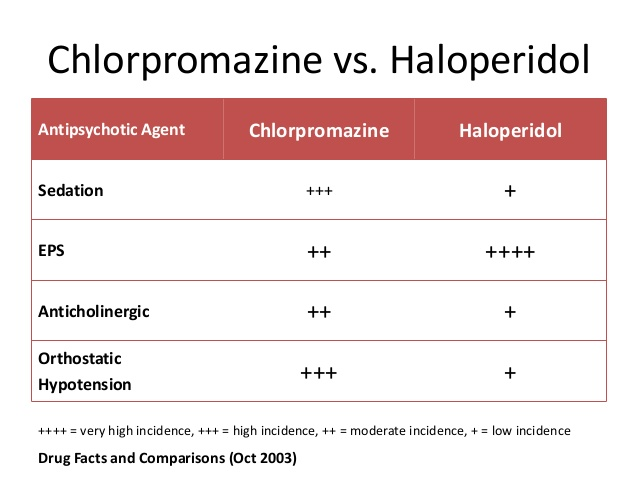 Chlorpromazine vs. Haloperidol
Antipsychotic Agent Chlorpromazine Haloperidol
Sedation +++ +
EPS ++ ++++
Anticholinergic ++ +
Orthostatic
Hypotension +++ +
++++ = very high incidence, +++ = high incidence, ++ = moderate incidence, + = low incidence
Drug Facts and Comparisons (Oct 2003)